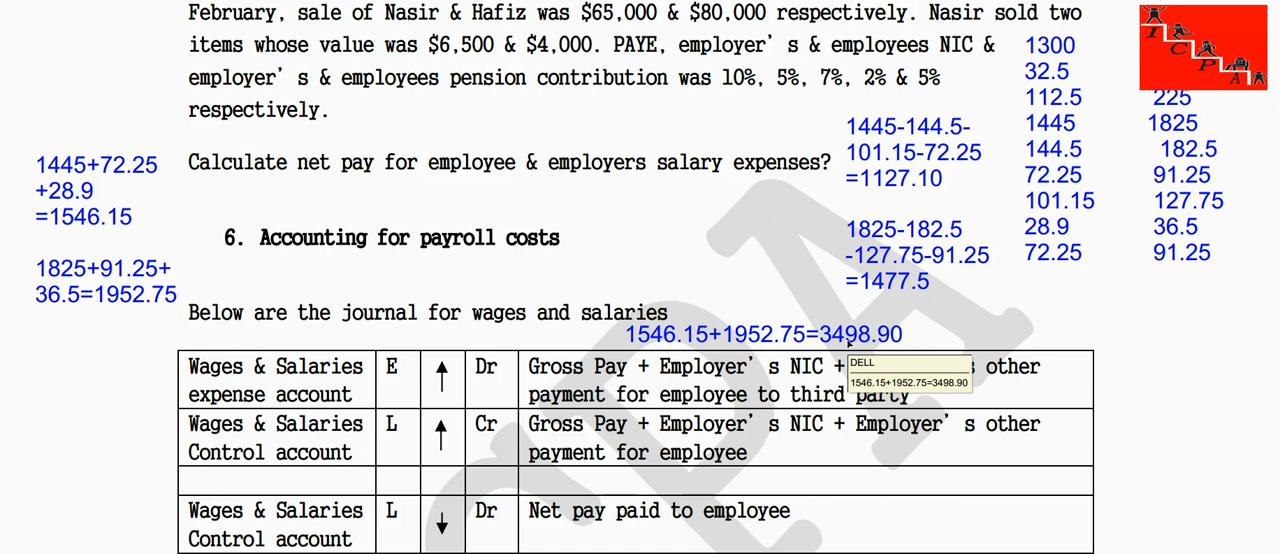 February, sale of Nasir & Hafiz was $65,000 & $80,000 respectively. Nasir sold two
items whose value was $6,500 & $4,000. PAYE, employer' s & employees NIC &
employer' s & employees pension contribution was 10%, 5%, 7%, 2% & 5%
respectively.
1300
32.5
112.5
1445
144.5
72.25
101.15
28.9
72.25
I C P A
225
1825
182.5
91.25
127.75
36.5
91.25
1445-144.5-
101.15-72.25
=1127.10
1825-182.5
-127.75-91.25
=1477.5
Calculate net pay for employee & employers salary expenses?
1445+72.25
+28.9
=1546.15
1825+91.25+
36.5=1952.75
6. Accounting for payroll costs
Below are the journal for wages and salaries
1546.15+1952.75=3498.90
DELL
1546.15+1952.75=3498.90
Wages & Salaries E ↑ Dr Gross Pay + Employer' s NIC + s other
expense account payment for employee to third party
Wages & Salaries L ↑ Cr Gross Pay + Employer' s NIC + Employer' s other
Control account payment for employee
Wages & Salaries L ↓ Dr Net pay paid to employee
Control account